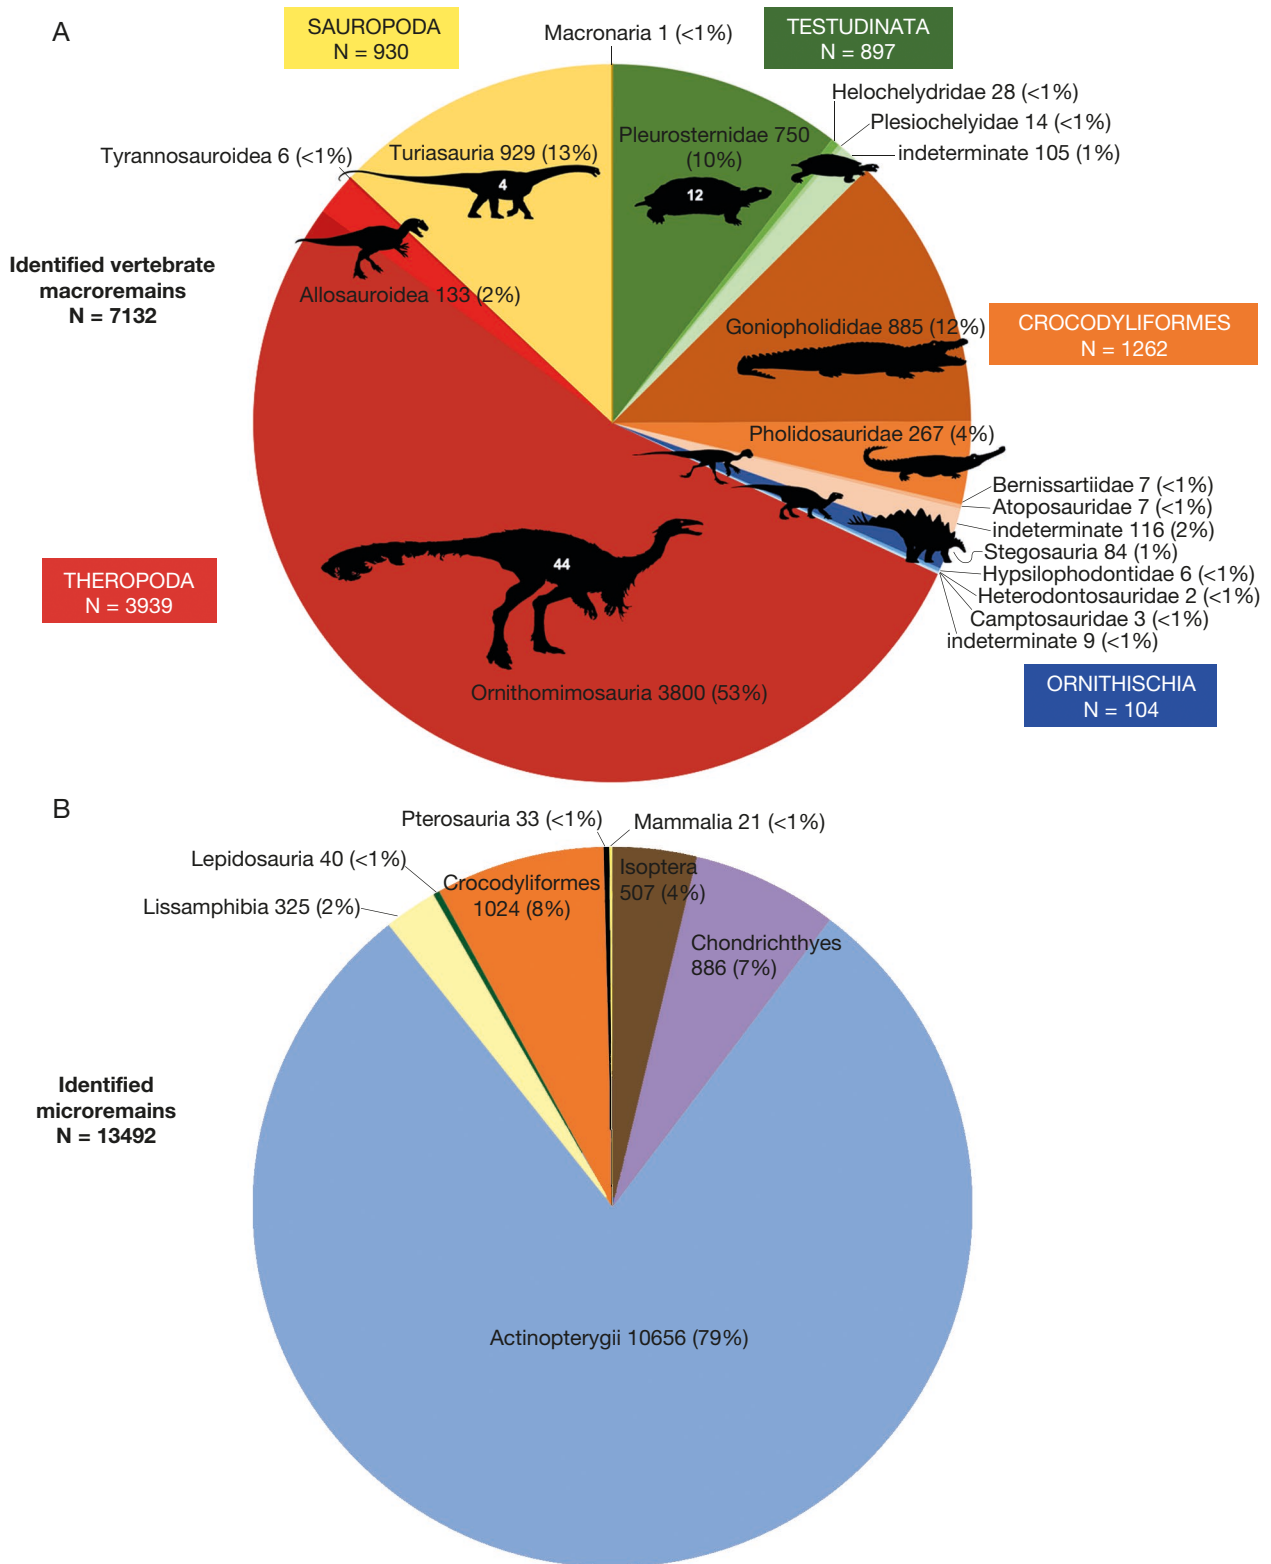 A
SAUROPODA
N = 930
Macronaria 1 (<1%)
TESTUDINATA
N = 897
Helochelydridae 28 (<1%)
Plesiochelyidae 14 (<1%)
indeterminate 105 (1%)
Pleurosternidae 750
(10%)
12
Tyrannosauroidea 6 (<1%)
Turiasauria 929 (13%)
4
Identified vertebrate
macroremains
N = 7132
Allosauroidea 133 (2%)
Goniopholididae 885 (12%)
CROCODYLIFORMES
N = 1262
Pholidosauridae 267 (4%)
Bernissartiidae 7 (<1%)
Atoposauridae 7 (<1%)
indeterminate 116 (2%)
Stegosauria 84 (1%)
Hypsilophodontidae 6 (<1%)
Heterodontosauridae 2 (<1%)
Camptosauridae 3 (<1%)
indeterminate 9 (<1%)
44
THEROPODA
N = 3939
Ornithomimosauria 3800 (53%)
ORNITHISCHIA
N = 104
B
Pterosauria 33 (<1%)
Mammalia 21 (<1%)
Lepidosauria 40 (<1%)
Isoptera
507 (4%)
Crocodyliformes
1024 (8%)
Lissamphibia 325 (2%)
Chondrichthyes
886 (7%)
Identified
microremains
N = 13492
Actinopterygii 10656 (79%)